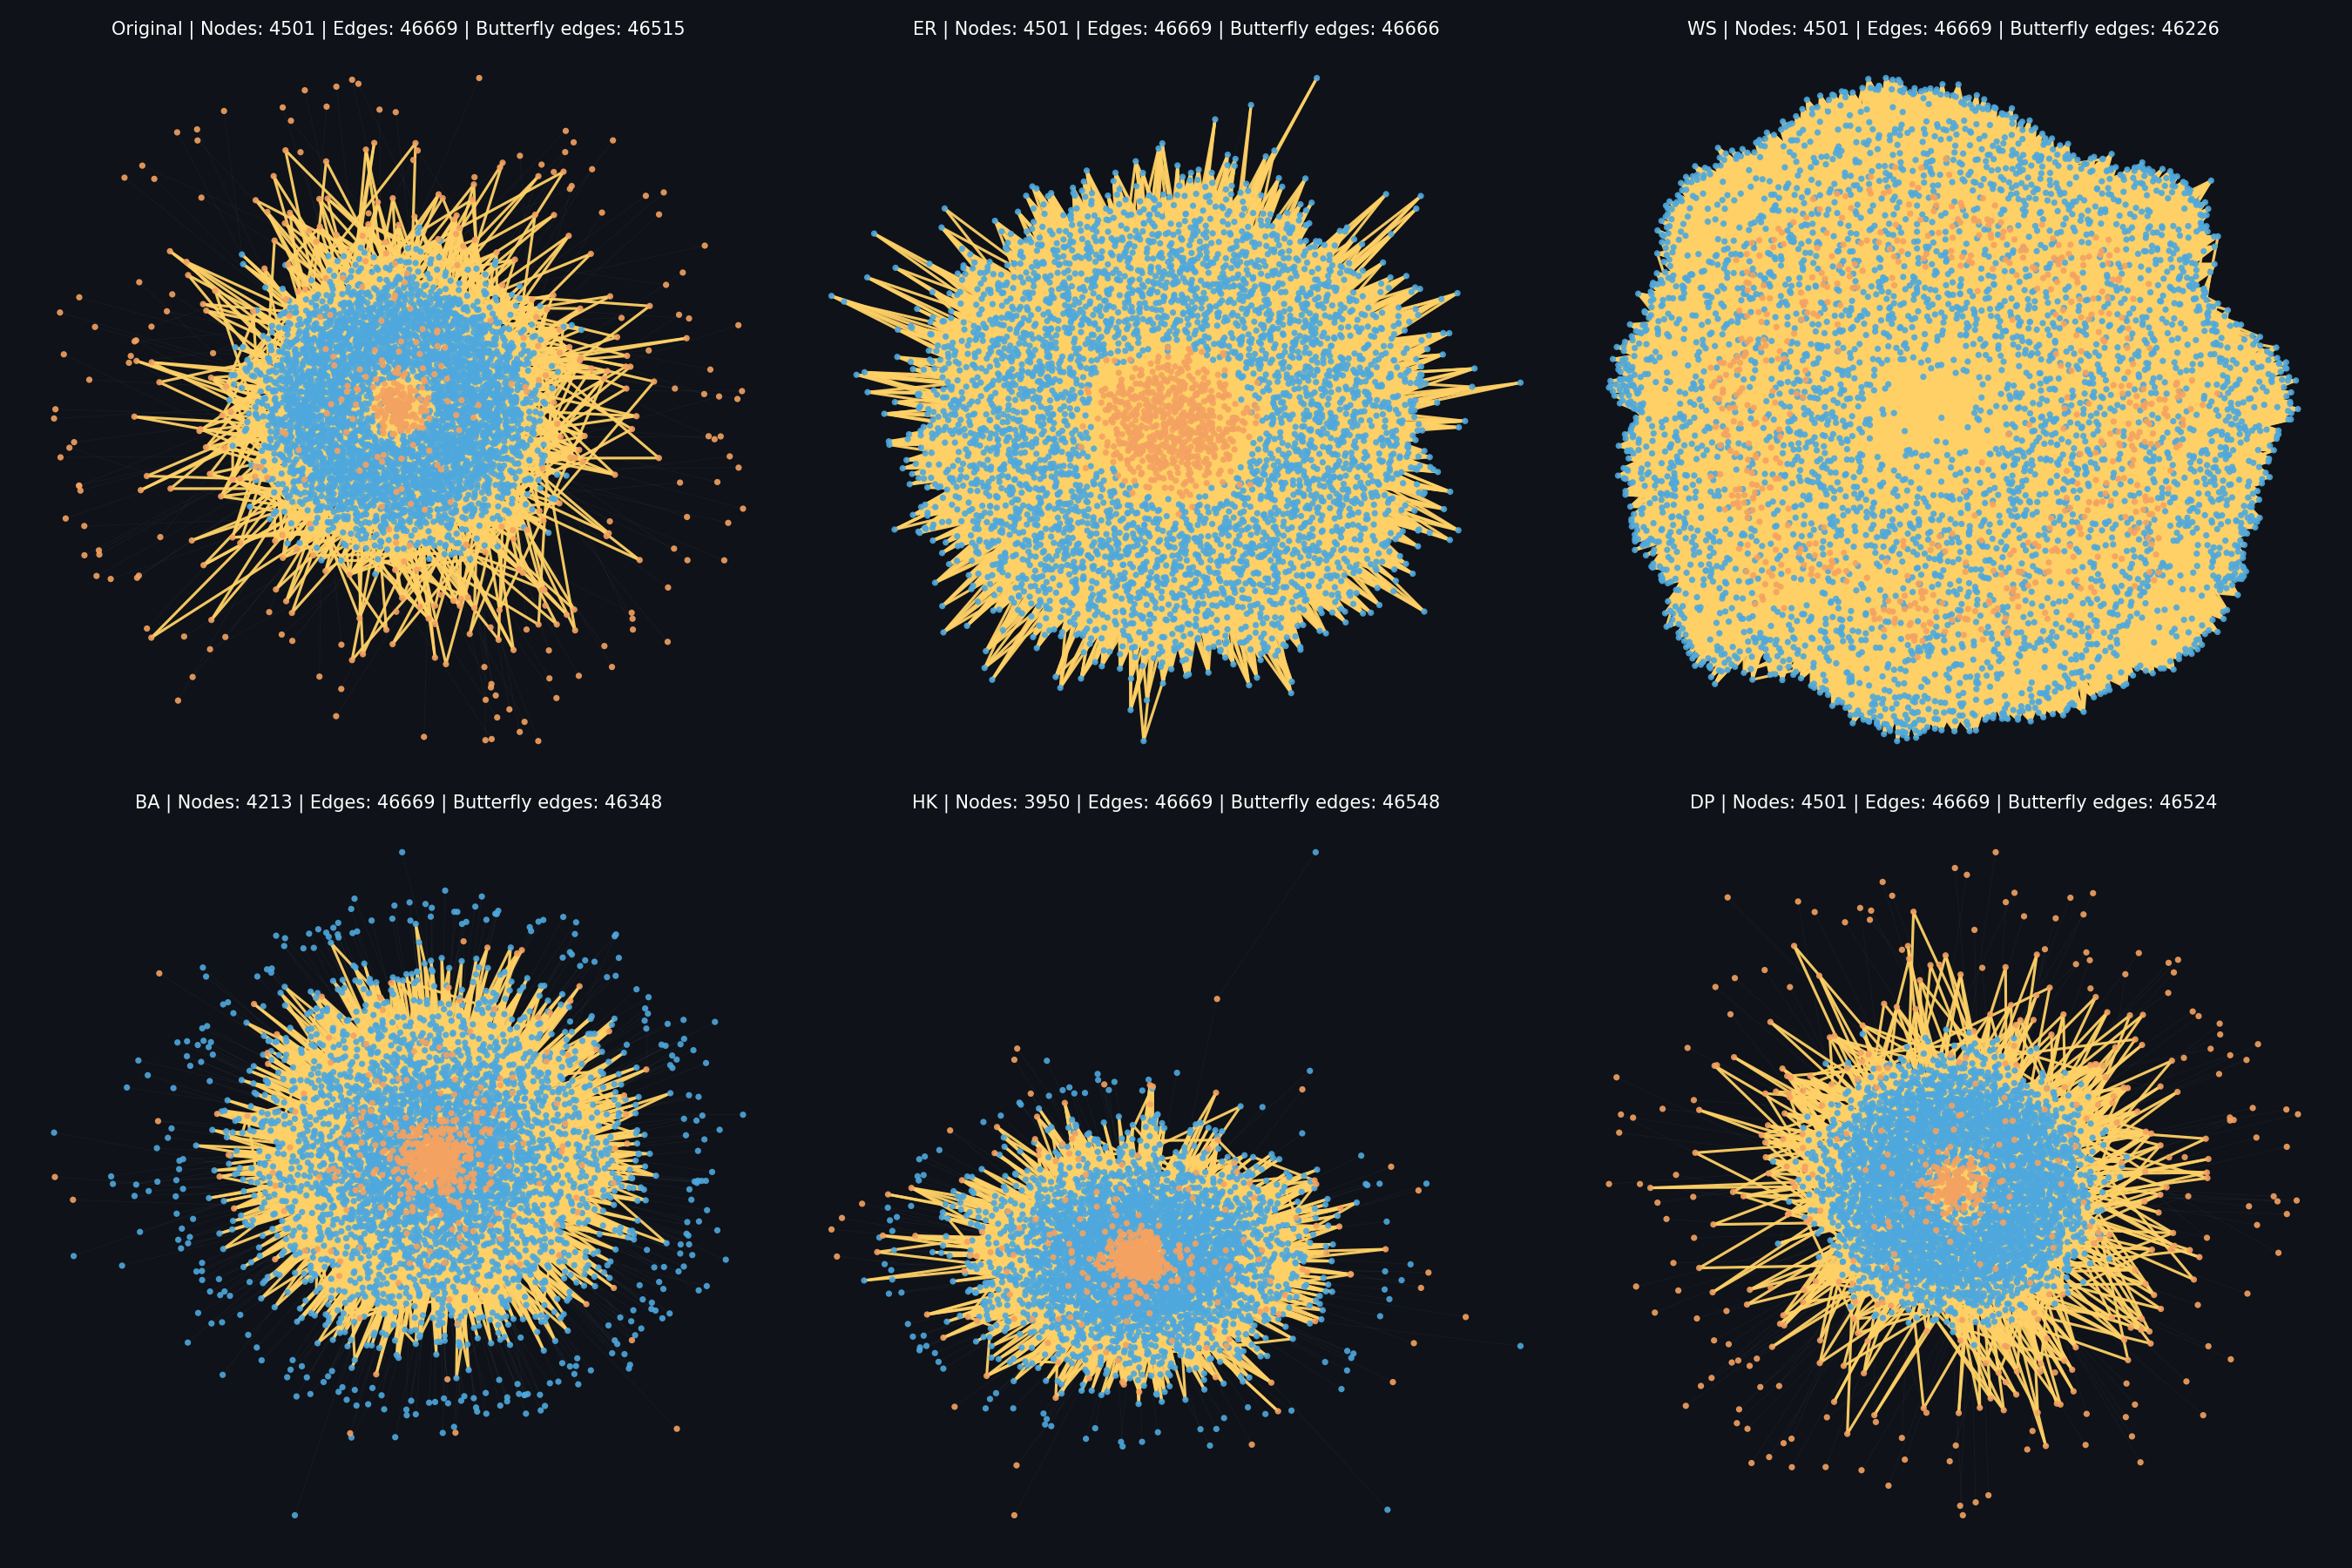 Original | Nodes: 4501 | Edges: 46669 | Butterfly edges: 46515
ER | Nodes: 4501 | Edges: 46669 | Butterfly edges: 46666
WS | Nodes: 4501 | Edges: 46669 | Butterfly edges: 46226
BA | Nodes: 4213 | Edges: 46669 | Butterfly edges: 46348
HK | Nodes: 3950 | Edges: 46669 | Butterfly edges: 46548
DP | Nodes: 4501 | Edges: 46669 | Butterfly edges: 46524